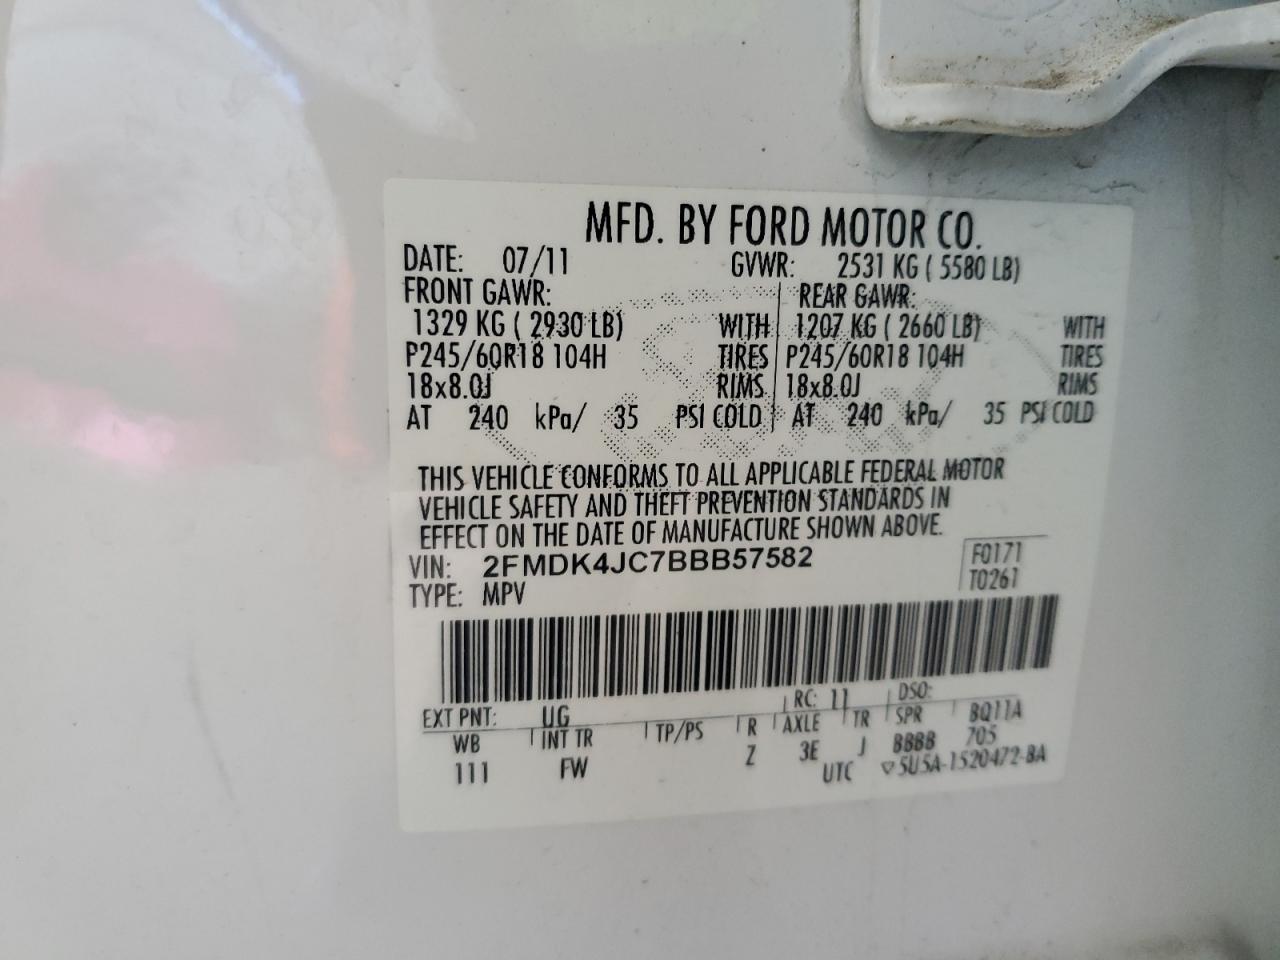 MFD. BY FORD MOTOR CO.
DATE: 07/11 GVWR: 2531 KG ( 5580 LB)
FRONT GAWR: REAR GAWR:
1329 KG ( 2930 LB) WITH 1207 KG ( 2660 LB) WITH
P245/60R18 104H TIRES P245/60R18 104H TIRES
18x8.0J RIMS 18x8.0J RIMS
AT 240 kPa/ 35 PSI COLD AT 240 kPa/ 35 PSI COLD
THIS VEHICLE CONFORMS TO ALL APPLICABLE FEDERAL MOTOR
VEHICLE SAFETY AND THEFT PREVENTION STANDARDS IN
EFFECT ON THE DATE OF MANUFACTURE SHOWN ABOVE.
VIN: 2FMDK4JC7BBB57582 F0171
TYPE: MPV T0261
EXT PNT: UG RC: 11 DSO:
WB INT TR TP/PS R AXLE TR SPR BQ11A
111 FW Z 3E J BBBB 705
UTC ▽5U5A-1520472-BA